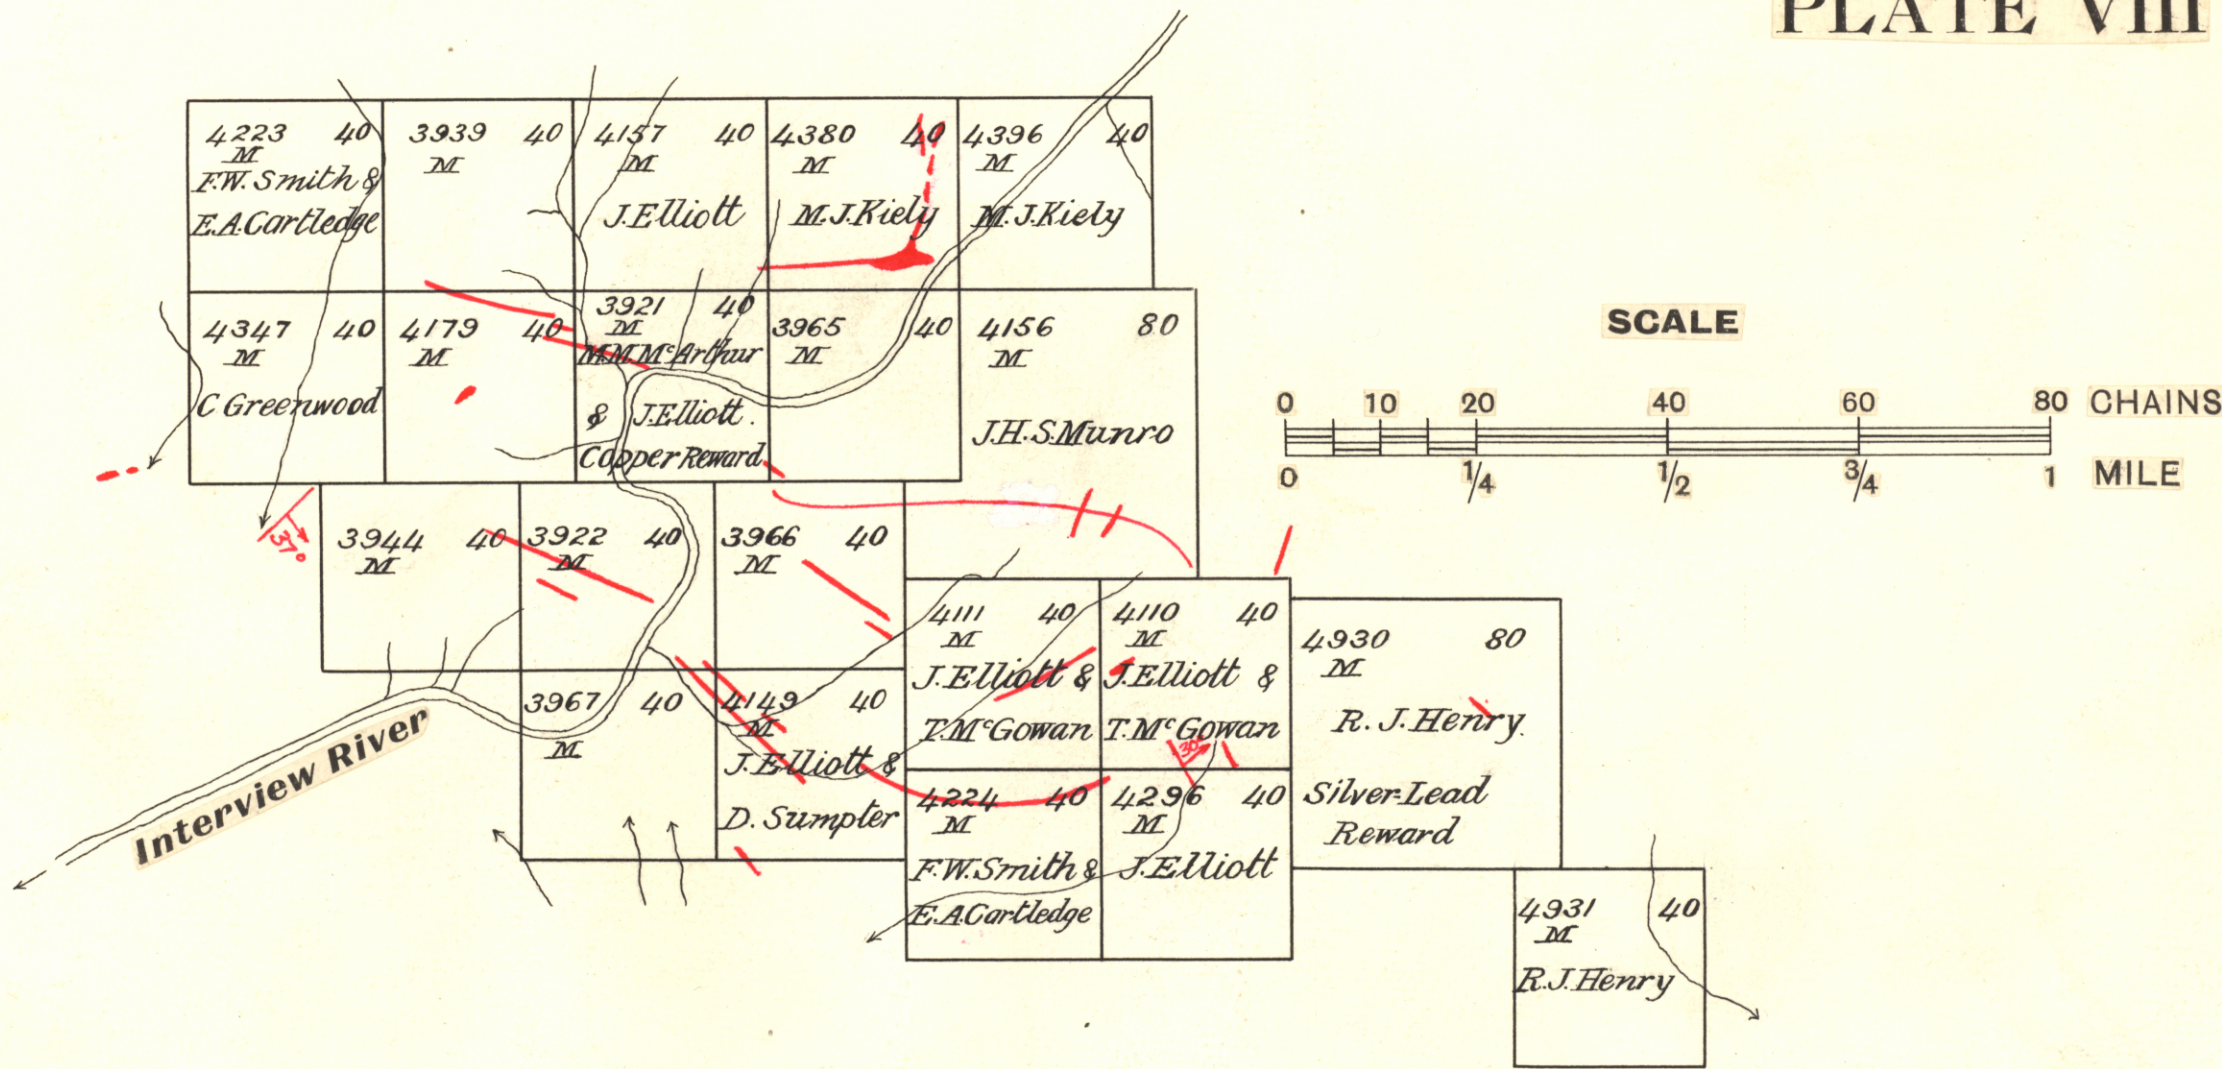 PLATE VIII
4223 40
M
F.W. Smith &
E.A. Cartledge
3939 40
M
4157 40
M
J. Elliott
4380 40
M
M.J. Kiely
4396 40
M
M.J. Kiely
4347 40
M
C Greenwood
4179 40
M
3921 40
M
M.M. McArthur
& J. Elliott.
Copper Reward
3965 40
M
4156 80
M
J.H.S. Munro
SCALE
0 10 20 40 60 80 CHAINS
0 1/4 1/2 3/4 1 MILE
37°
3944 40
M
3922 40
M
3966 40
M
4111 40
M
J. Elliott &
T. McGowan
4110 40
M
J. Elliott &
T. McGowan
30°
4930 80
M
R. J. Henry.
Silver-Lead
Reward
3967 40
M
4149 40
M
J. Elliott &
D. Sumpter
Interview River
4224 40
M
F.W. Smith &
E.A. Cartledge
4296 40
M
J. Elliott
4931 40
M
R.J. Henry